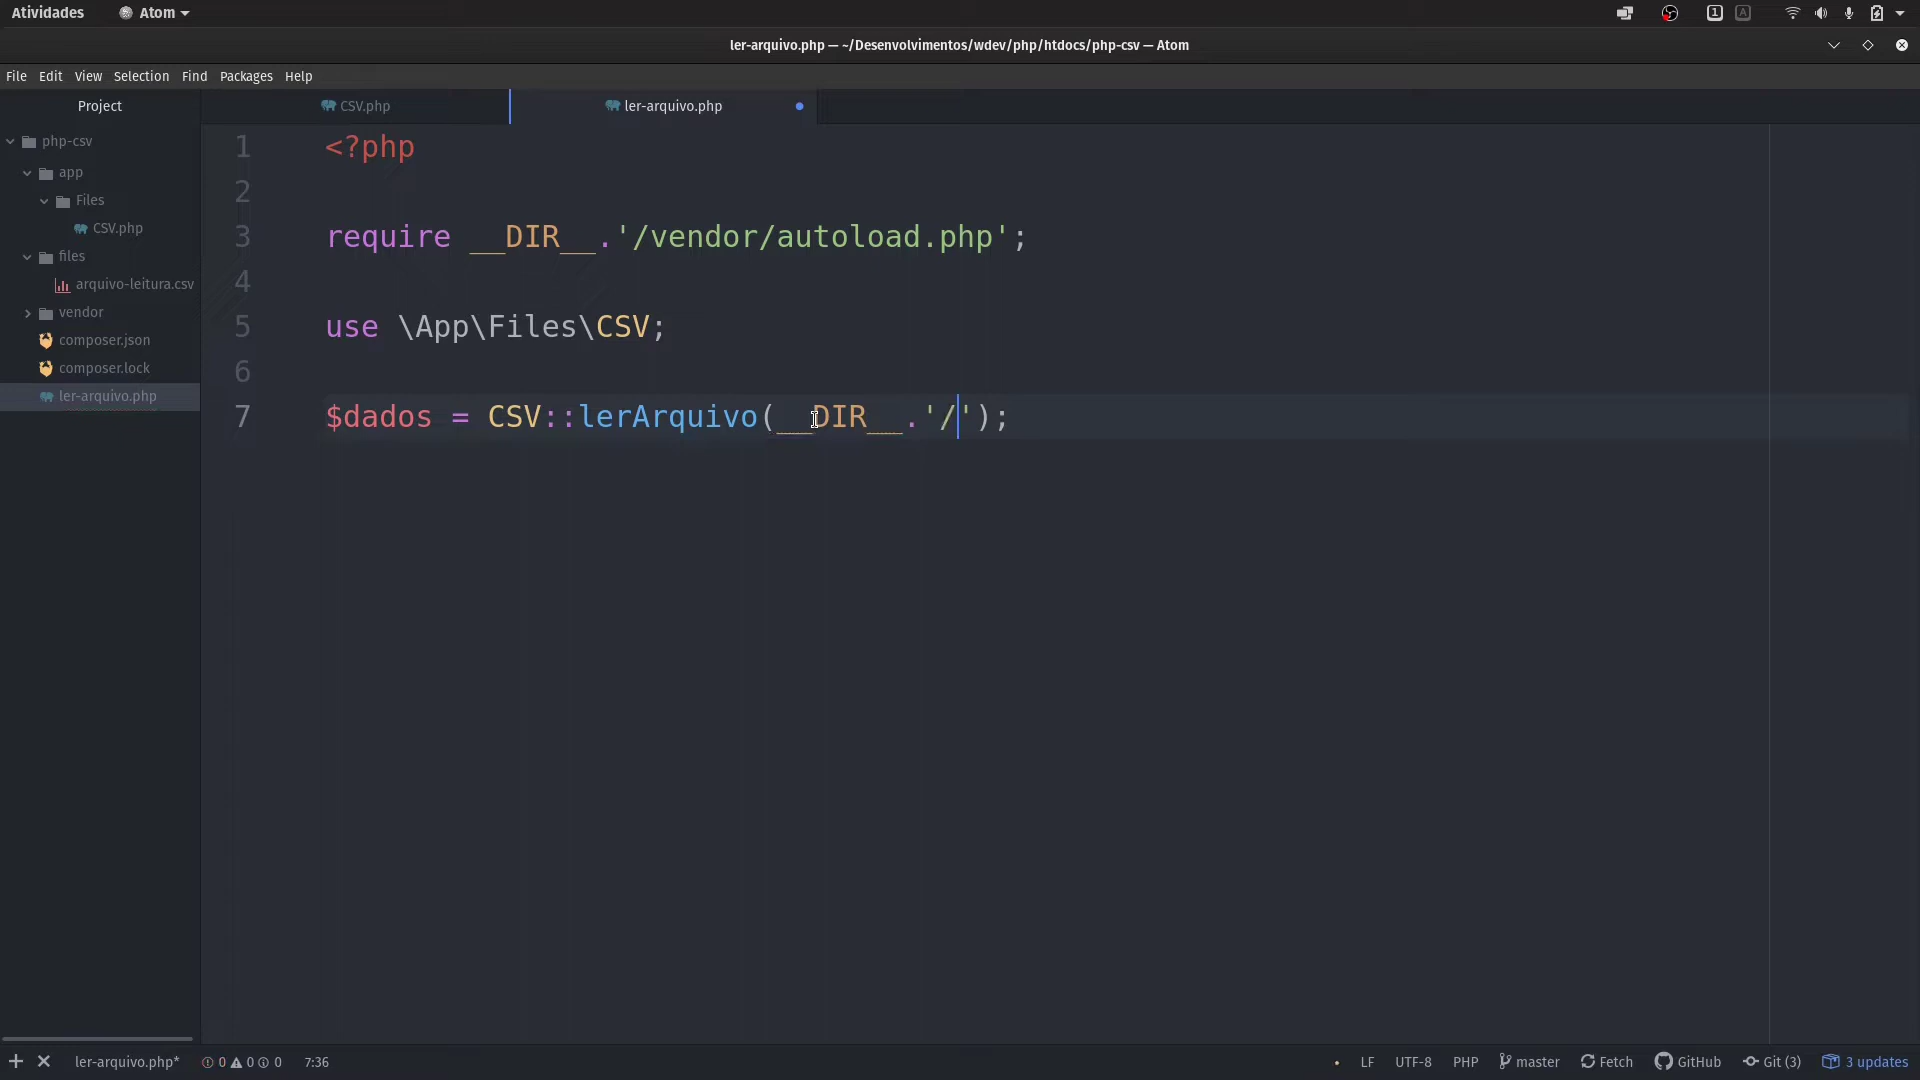 Atividades Atom 1 A
ler-arquivo.php — ~/Desenvolvimentos/wdev/php/htdocs/php-csv — Atom
File Edit View Selection Find Packages Help
Project
CSV.php
ler-arquivo.php
php-csv
app
Files
CSV.php
files
arquivo-leitura.csv
vendor
composer.json
composer.lock
ler-arquivo.php
1 <?php
2
3 require __DIR__.'/vendor/autoload.php';
4
5 use \App\Files\CSV;
6
7 $dados = CSV::lerArquivo(__DIR__.'/');
ler-arquivo.php* 0 0 0 7:36 LF UTF-8 PHP master Fetch GitHub Git (3) 3 updates